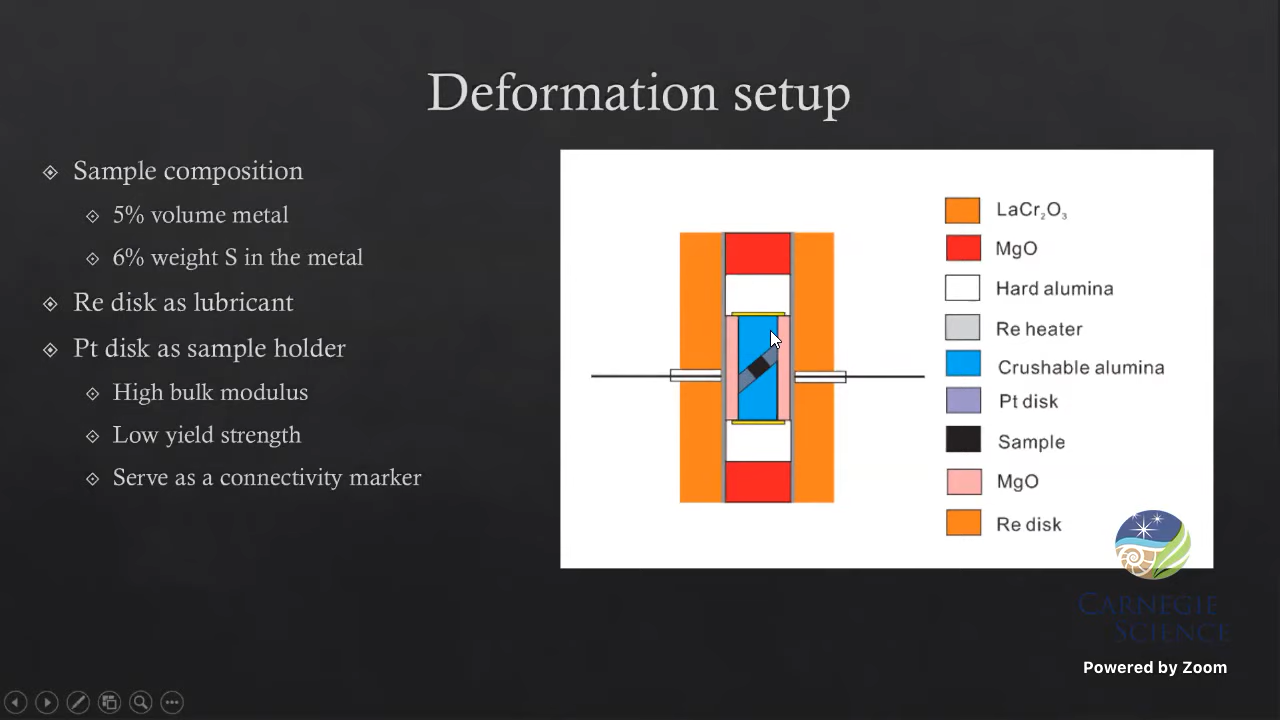 Deformation setup
Sample composition
5% volume metal
6% weight S in the metal
Re disk as lubricant
Pt disk as sample holder
High bulk modulus
Low yield strength
Serve as a connectivity marker
LaCr₂O₃
MgO
Hard alumina
Re heater
Crushable alumina
Pt disk
Sample
MgO
Re disk
CARNEGIE
SCIENCE
Powered by Zoom